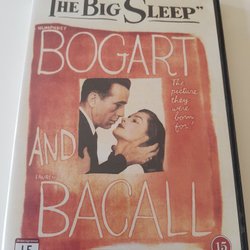 THE BIG SLEEP"
HUMPHREY
BOGART
The picture
they
were
born
for!
AND
LAUREN
BACALL
15